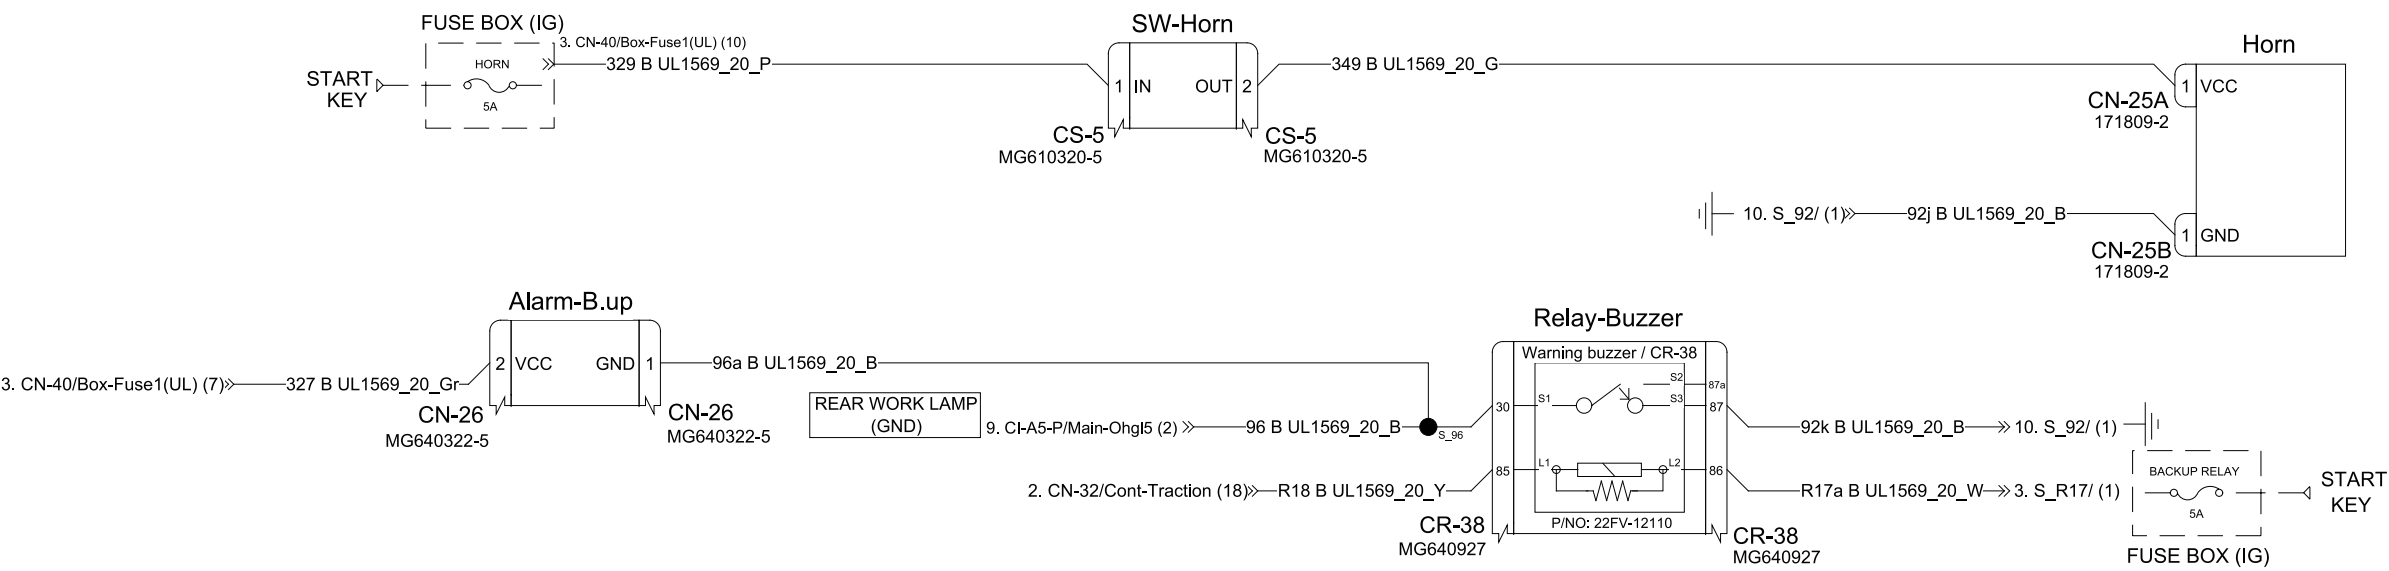 FUSE BOX (IG)
3. CN-40/Box-Fuse1(UL) (10)
HORN
5A
START
KEY
329 B UL1569_20_P
SW-Horn
1 IN
OUT 2
CS-5
MG610320-5
CS-5
MG610320-5
349 B UL1569_20_G
Horn
1 VCC
CN-25A
171809-2
10. S_92/ (1)
92j B UL1569_20_B
1 GND
CN-25B
171809-2
Alarm-B.up
3. CN-40/Box-Fuse1(UL) (7)
327 B UL1569_20_Gr
2 VCC
GND 1
CN-26
MG640322-5
CN-26
MG640322-5
96a B UL1569_20_B
REAR WORK LAMP
(GND)
9. CI-A5-P/Main-Ohgl5 (2)
96 B UL1569_20_B
S_96
2. CN-32/Cont-Traction (18)
R18 B UL1569_20_Y
Relay-Buzzer
Warning buzzer / CR-38
S2
87a
30
S1
S3
87
85
L1
L2
86
P/NO: 22FV-12110
CR-38
MG640927
CR-38
MG640927
92k B UL1569_20_B
10. S_92/ (1)
R17a B UL1569_20_W
3. S_R17/ (1)
BACKUP RELAY
5A
FUSE BOX (IG)
START
KEY